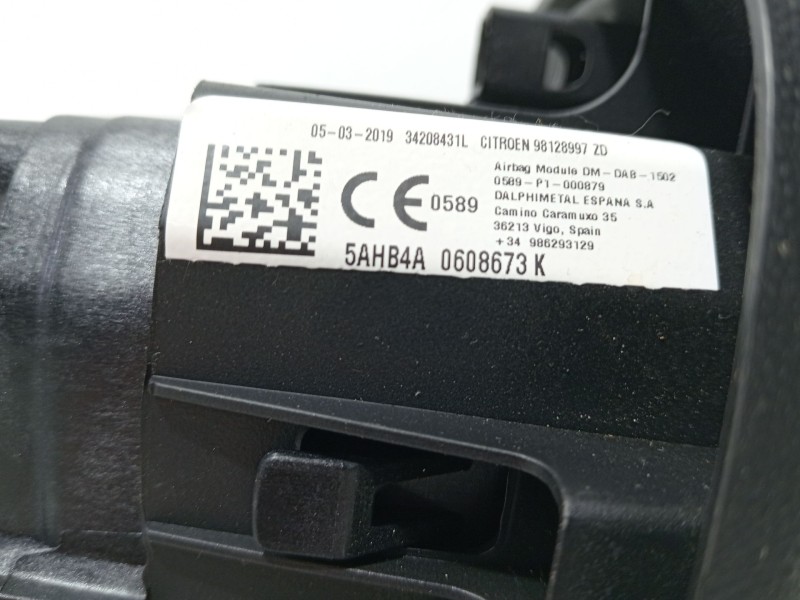 05-03-2019 34208431L CITROEN 98128997 ZD
Airbag Module DM-DAB-1502
0589-P1-000879
DALPHIMETAL ESPANA S.A
Camino Caramuxo 35
36213 Vigo, Spain
+34 986293129
CE 0589
5AHB4A 0608673 K